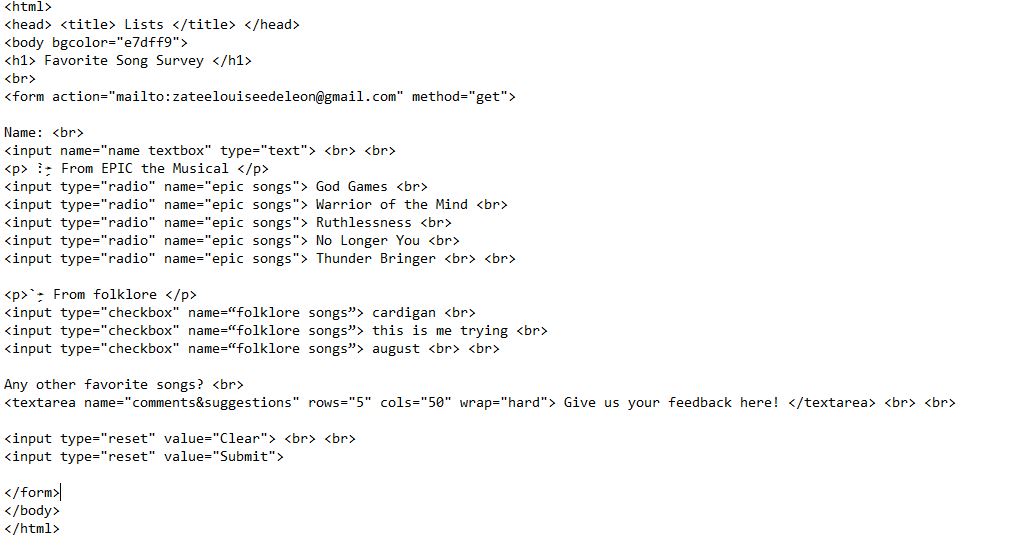 <html>
<head> <title> Lists </title> </head>
<body bgcolor="e7dff9">
<h1> Favorite Song Survey </h1>
<br>
<form action="mailto:zateelouiseedeleon@gmail.com" method="get">
Name: <br>
<input name="name textbox" type="text"> <br> <br>
<p> From EPIC the Musical </p>
<input type="radio" name="epic songs"> God Games <br>
<input type="radio" name="epic songs"> Warrior of the Mind <br>
<input type="radio" name="epic songs"> Ruthlessness <br>
<input type="radio" name="epic songs"> No Longer You <br>
<input type="radio" name="epic songs"> Thunder Bringer <br> <br>
<p> From folklore </p>
<input type="checkbox" name=“folklore songs”> cardigan <br>
<input type="checkbox" name=“folklore songs”> this is me trying <br>
<input type="checkbox" name=“folklore songs”> august <br> <br>
Any other favorite songs? <br>
<textarea name="comments&suggestions" rows="5" cols="50" wrap="hard"> Give us your feedback here! </textarea> <br> <br>
<input type="reset" value="Clear"> <br> <br>
<input type="reset" value="Submit">
</form>
</body>
</html>